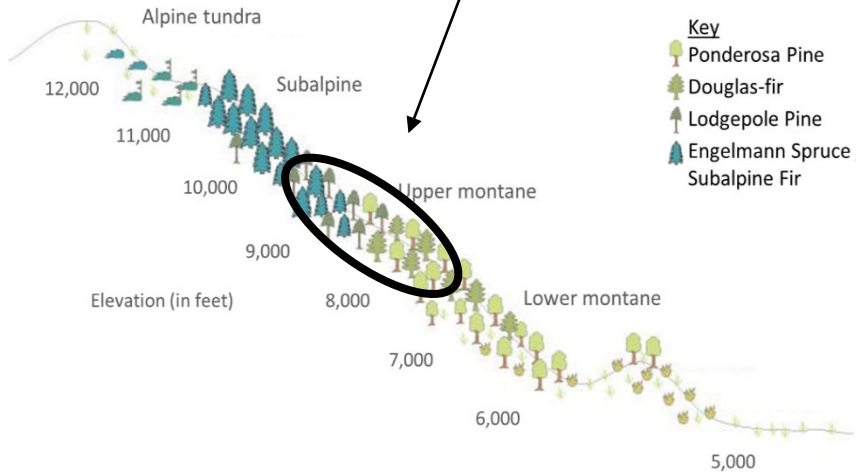 Alpine tundra
12,000
Subalpine
11,000
10,000
Upper montane
9,000
Elevation (in feet)
8,000
Lower montane
7,000
6,000
5,000
Key
Ponderosa Pine
Douglas-fir
Lodgepole Pine
Engelmann Spruce
Subalpine Fir